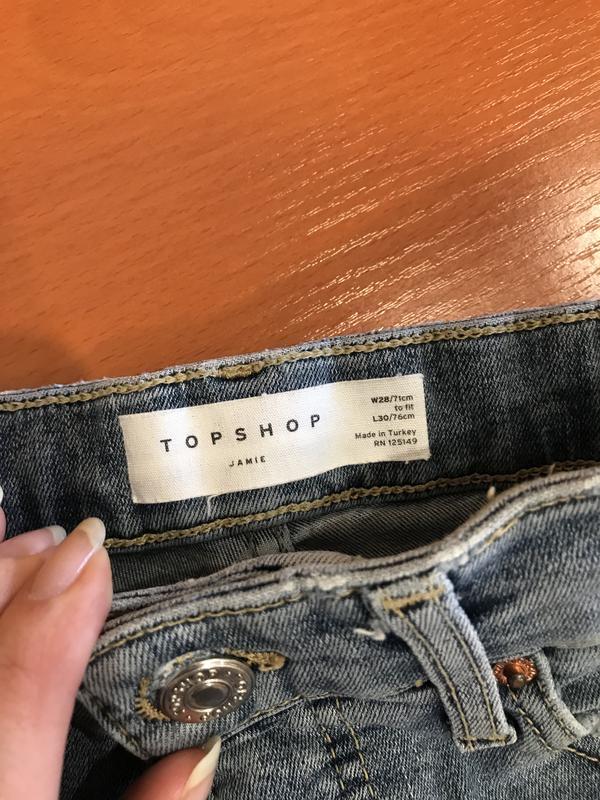 TOPSHOP
JAMIE
W28/71cm
to fit
L30/76cm
Made in Turkey
RN 125149